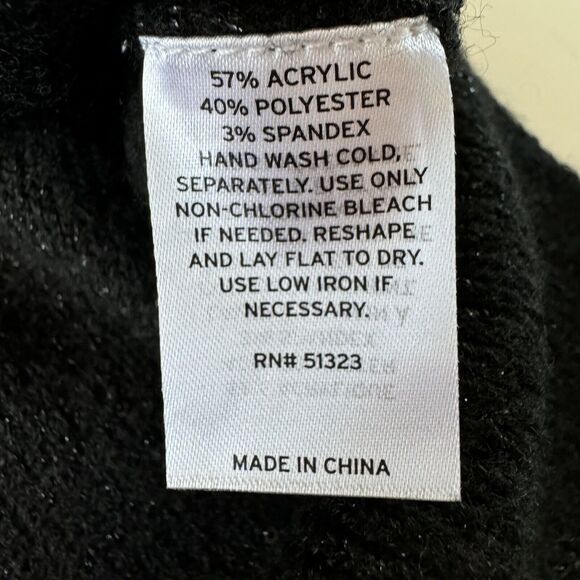 57% ACRYLIC
40% POLYESTER
3% SPANDEX
HAND WASH COLD,
SEPARATELY. USE ONLY
NON-CHLORINE BLEACH
IF NEEDED. RESHAPE
AND LAY FLAT TO DRY.
USE LOW IRON IF
NECESSARY.
RN# 51323
MADE IN CHINA